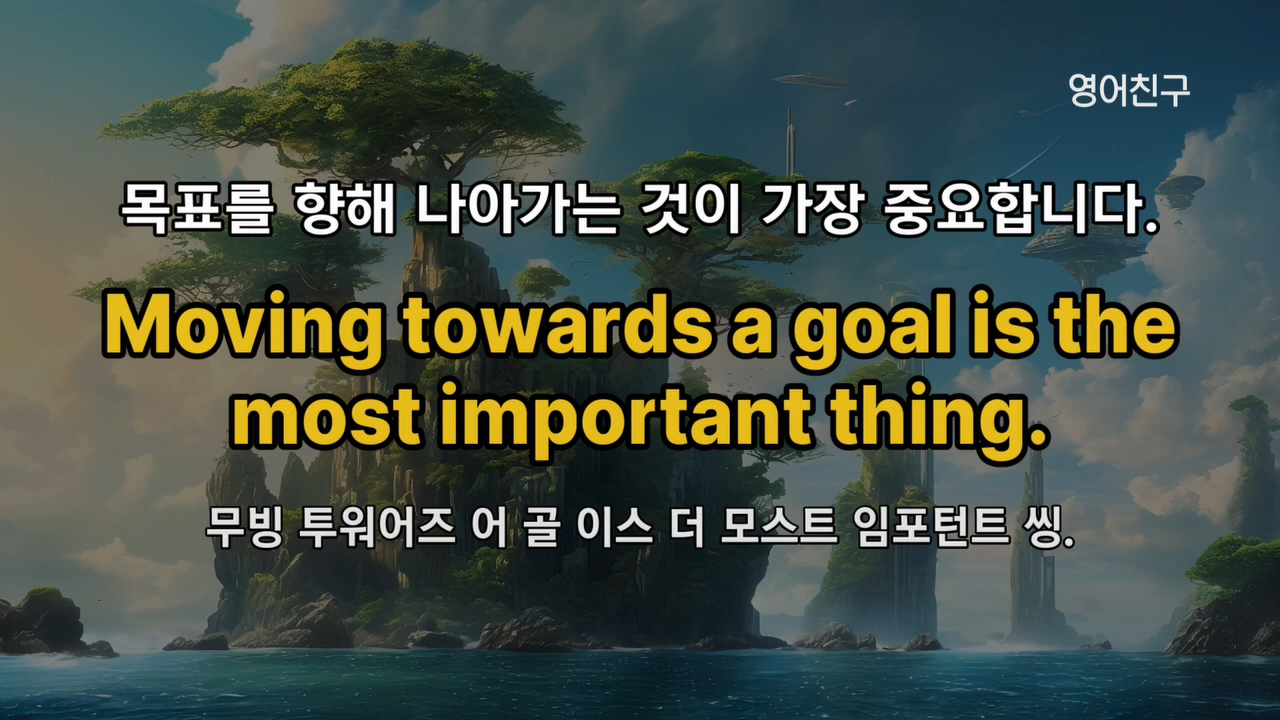 영어친구
목표를 향해 나아가는 것이 가장 중요합니다.
Moving towards a goal is the
most important thing.
무빙 투워어즈 어 골 이스 더 모스트 임포턴트 씽.